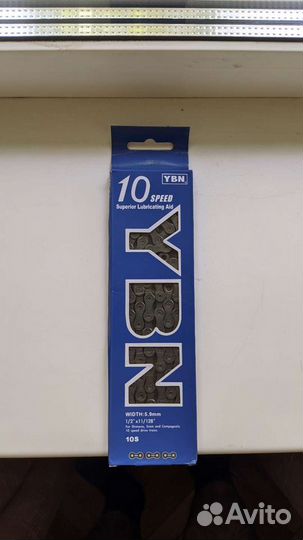 YBN
10 SPEED
Superior Lubricating Aid
YBN
WIDTH:5.9mm
1/2"x11/128"
For Shimano, Sram and Campagnolo
10 speed drive trains.
10S
Avito